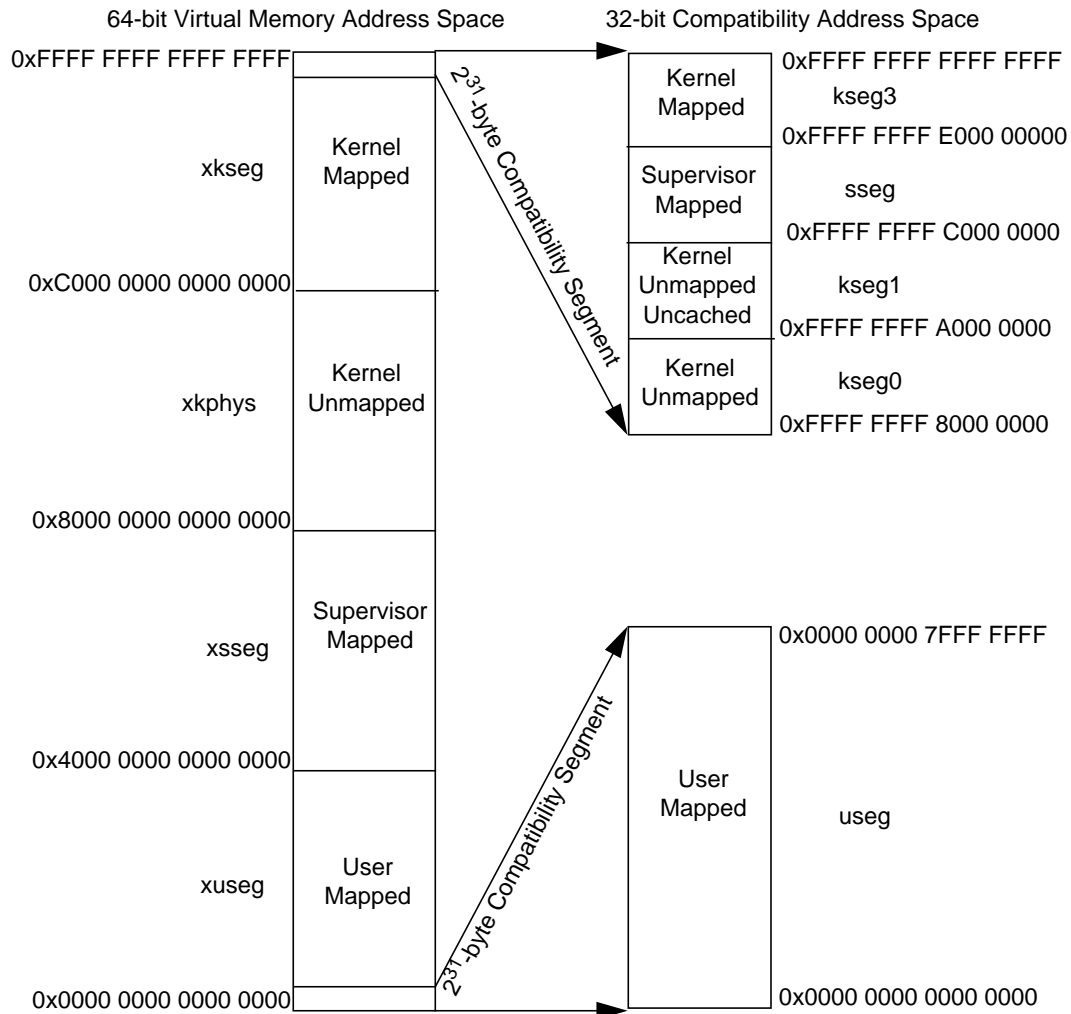 64-bit Virtual Memory Address Space
32-bit Compatibility Address Space
0xFFFF FFFF FFFF FFFF
xkseg
Kernel
Mapped
0xC000 0000 0000 0000
xkphys
Kernel
Unmapped
0x8000 0000 0000 0000
xsseg
Supervisor
Mapped
0x4000 0000 0000 0000
xuseg
User
Mapped
0x0000 0000 0000 0000
2^31-byte Compatibility Segment
2^31-byte Compatibility Segment
0xFFFF FFFF FFFF FFFF
Kernel
Mapped
kseg3
0xFFFF FFFF E000 00000
Supervisor
Mapped
sseg
0xFFFF FFFF C000 0000
Kernel
Unmapped
Uncached
kseg1
0xFFFF FFFF A000 0000
Kernel
Unmapped
kseg0
0xFFFF FFFF 8000 0000
0x0000 0000 7FFF FFFF
User
Mapped
useg
0x0000 0000 0000 0000